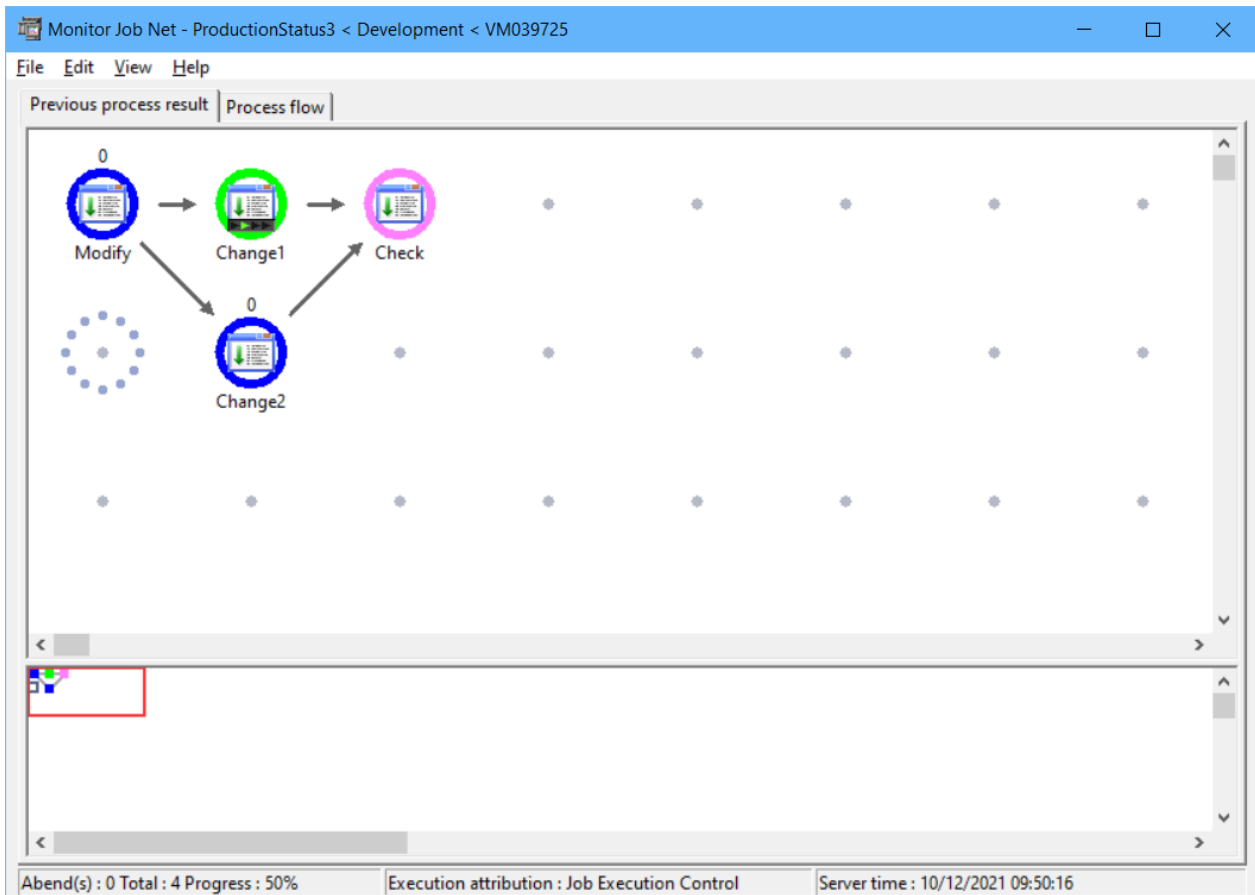 Monitor Job Net - ProductionStatus3 < Development < VM039725
File Edit View Help
Previous process result Process flow
0
Modify Change1 Check
0
Change2
Abend(s) : 0 Total : 4 Progress : 50% Execution attribution : Job Execution Control Server time : 10/12/2021 09:50:16